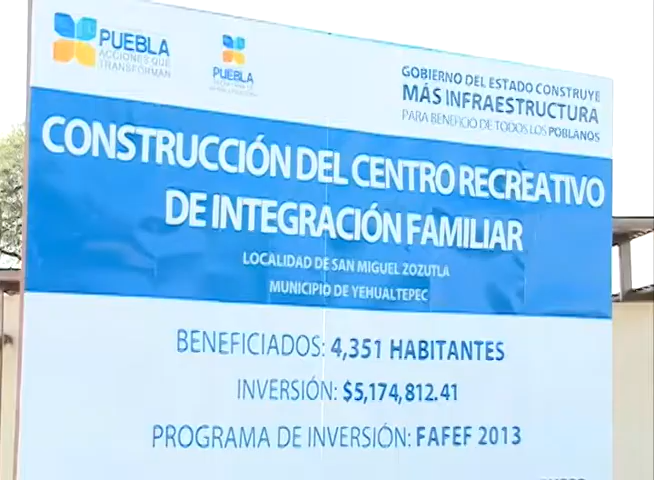 PUEBLA
ACCIONES QUE
TRANSFORMAN
PUEBLA
GOBIERNO DEL ESTADO CONSTRUYE
MÁS INFRAESTRUCTURA
PARA BENEFICIO DE TODOS LOS POBLANOS
CONSTRUCCIÓN DEL CENTRO RECREATIVO
DE INTEGRACIÓN FAMILIAR
LOCALIDAD DE SAN MIGUEL ZOZUTLA
MUNICIPIO DE YEHUALTEPEC
BENEFICIADOS: 4,351 HABITANTES
INVERSIÓN: $5,174,812.41
PROGRAMA DE INVERSIÓN: FAFEF 2013